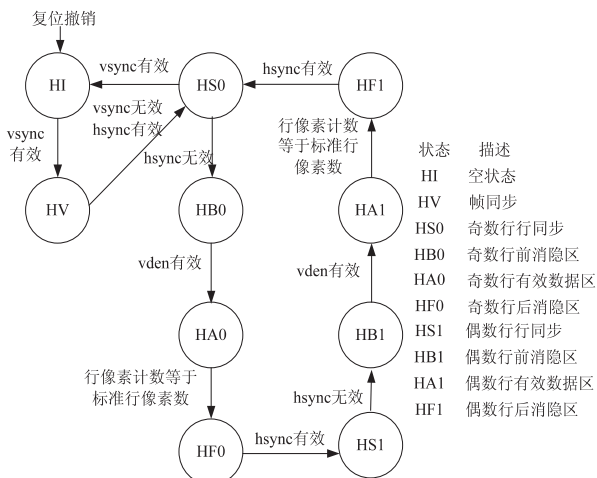 复位撤销
HI
vsync有效
HS0
hsync有效
HF1
vsync
有效
vsync无效
hsync有效
hsync无效
行像素计数
等于标准行
像素数
HV
HB0
HA1
vden有效
vden有效
HA0
HB1
行像素计数等于
标准行像素数
hsync无效
HF0
hsync有效
HS1
状态 描述
HI 空状态
HV 帧同步
HS0 奇数行行同步
HB0 奇数行前消隐区
HA0 奇数行有效数据区
HF0 奇数行后消隐区
HS1 偶数行行同步
HB1 偶数行前消隐区
HA1 偶数行有效数据区
HF1 偶数行后消隐区